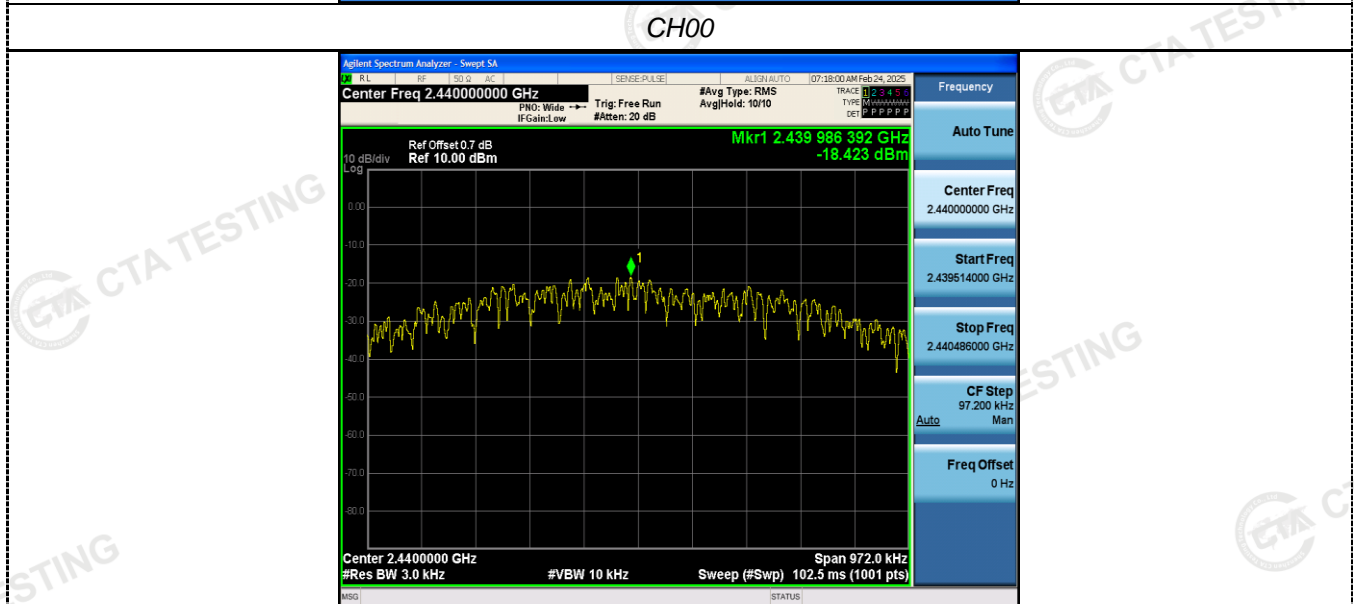 CH00
Agilent Spectrum Analyzer - Swept SA
RL RF 50 Ω AC SENSE:PULSE ALIGN AUTO 07:18:00 AM Feb 24, 2025
Center Freq 2.440000000 GHz
PNO: Wide
IFGain:Low
Trig: Free Run
#Atten: 20 dB
#Avg Type: RMS
Avg|Hold: 10/10
TRACE 1 2 3 4 5 6
TYPE M WWWWW
DET P P P P P P
Mkr1 2.439 986 392 GHz
-18.423 dBm
Ref Offset 0.7 dB
10 dB/div Ref 10.00 dBm
Log
0.00
-10.0
-20.0
-30.0
-40.0
-50.0
-60.0
-70.0
-80.0
1
Center 2.4400000 GHz Span 972.0 kHz
#Res BW 3.0 kHz #VBW 10 kHz Sweep (#Swp) 102.5 ms (1001 pts)
MSG STATUS
Frequency
Auto Tune
Center Freq
2.440000000 GHz
Start Freq
2.439514000 GHz
Stop Freq
2.440486000 GHz
CF Step
97.200 kHz
Auto Man
Freq Offset
0 Hz
CTA TESTING
CTA TESTIN
ESTING
STING
C